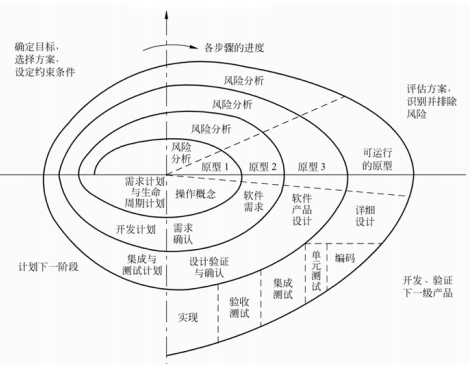 确定目标,
选择方案,
设定约束条件
各步骤的进度
评估方案,
识别并排除
风险
风险分析
风险分析
风险分析
风险
分析
原型 1
原型 2
原型 3
可运行
的原型
需求计划
与生命
周期计划
操作概念
软件
需求
软件
产品
设计
详细
设计
开发计划
需求
确认
集成与
测试计划
设计验证
与确认
单元测试
编码
集成
测试
验收
测试
实现
计划下一阶段
开发、验证
下一级产品